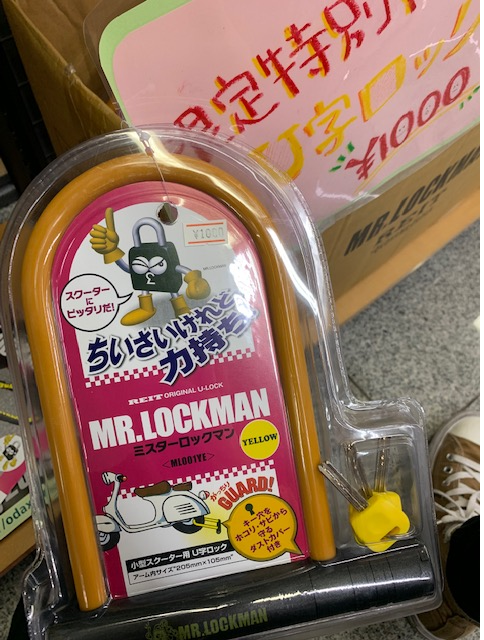 限定特別
U字ロック
¥1000
MR.LOCKMAN
REIT
¥1080
スクーターに
ピッタリだ!
ちいさいけれど
力持ち
REIT ORIGINAL U-LOCK
MR.LOCKMAN
ミスターロックマン
YELLOW
<ML001YE>
がっちり
GUARD!
キー穴を
ホコリ・サビから
守る
ダストカバー
付き
小型スクーター用 U字ロック
アーム内サイズ"205mm×105mm"
MR.LOCKMAN